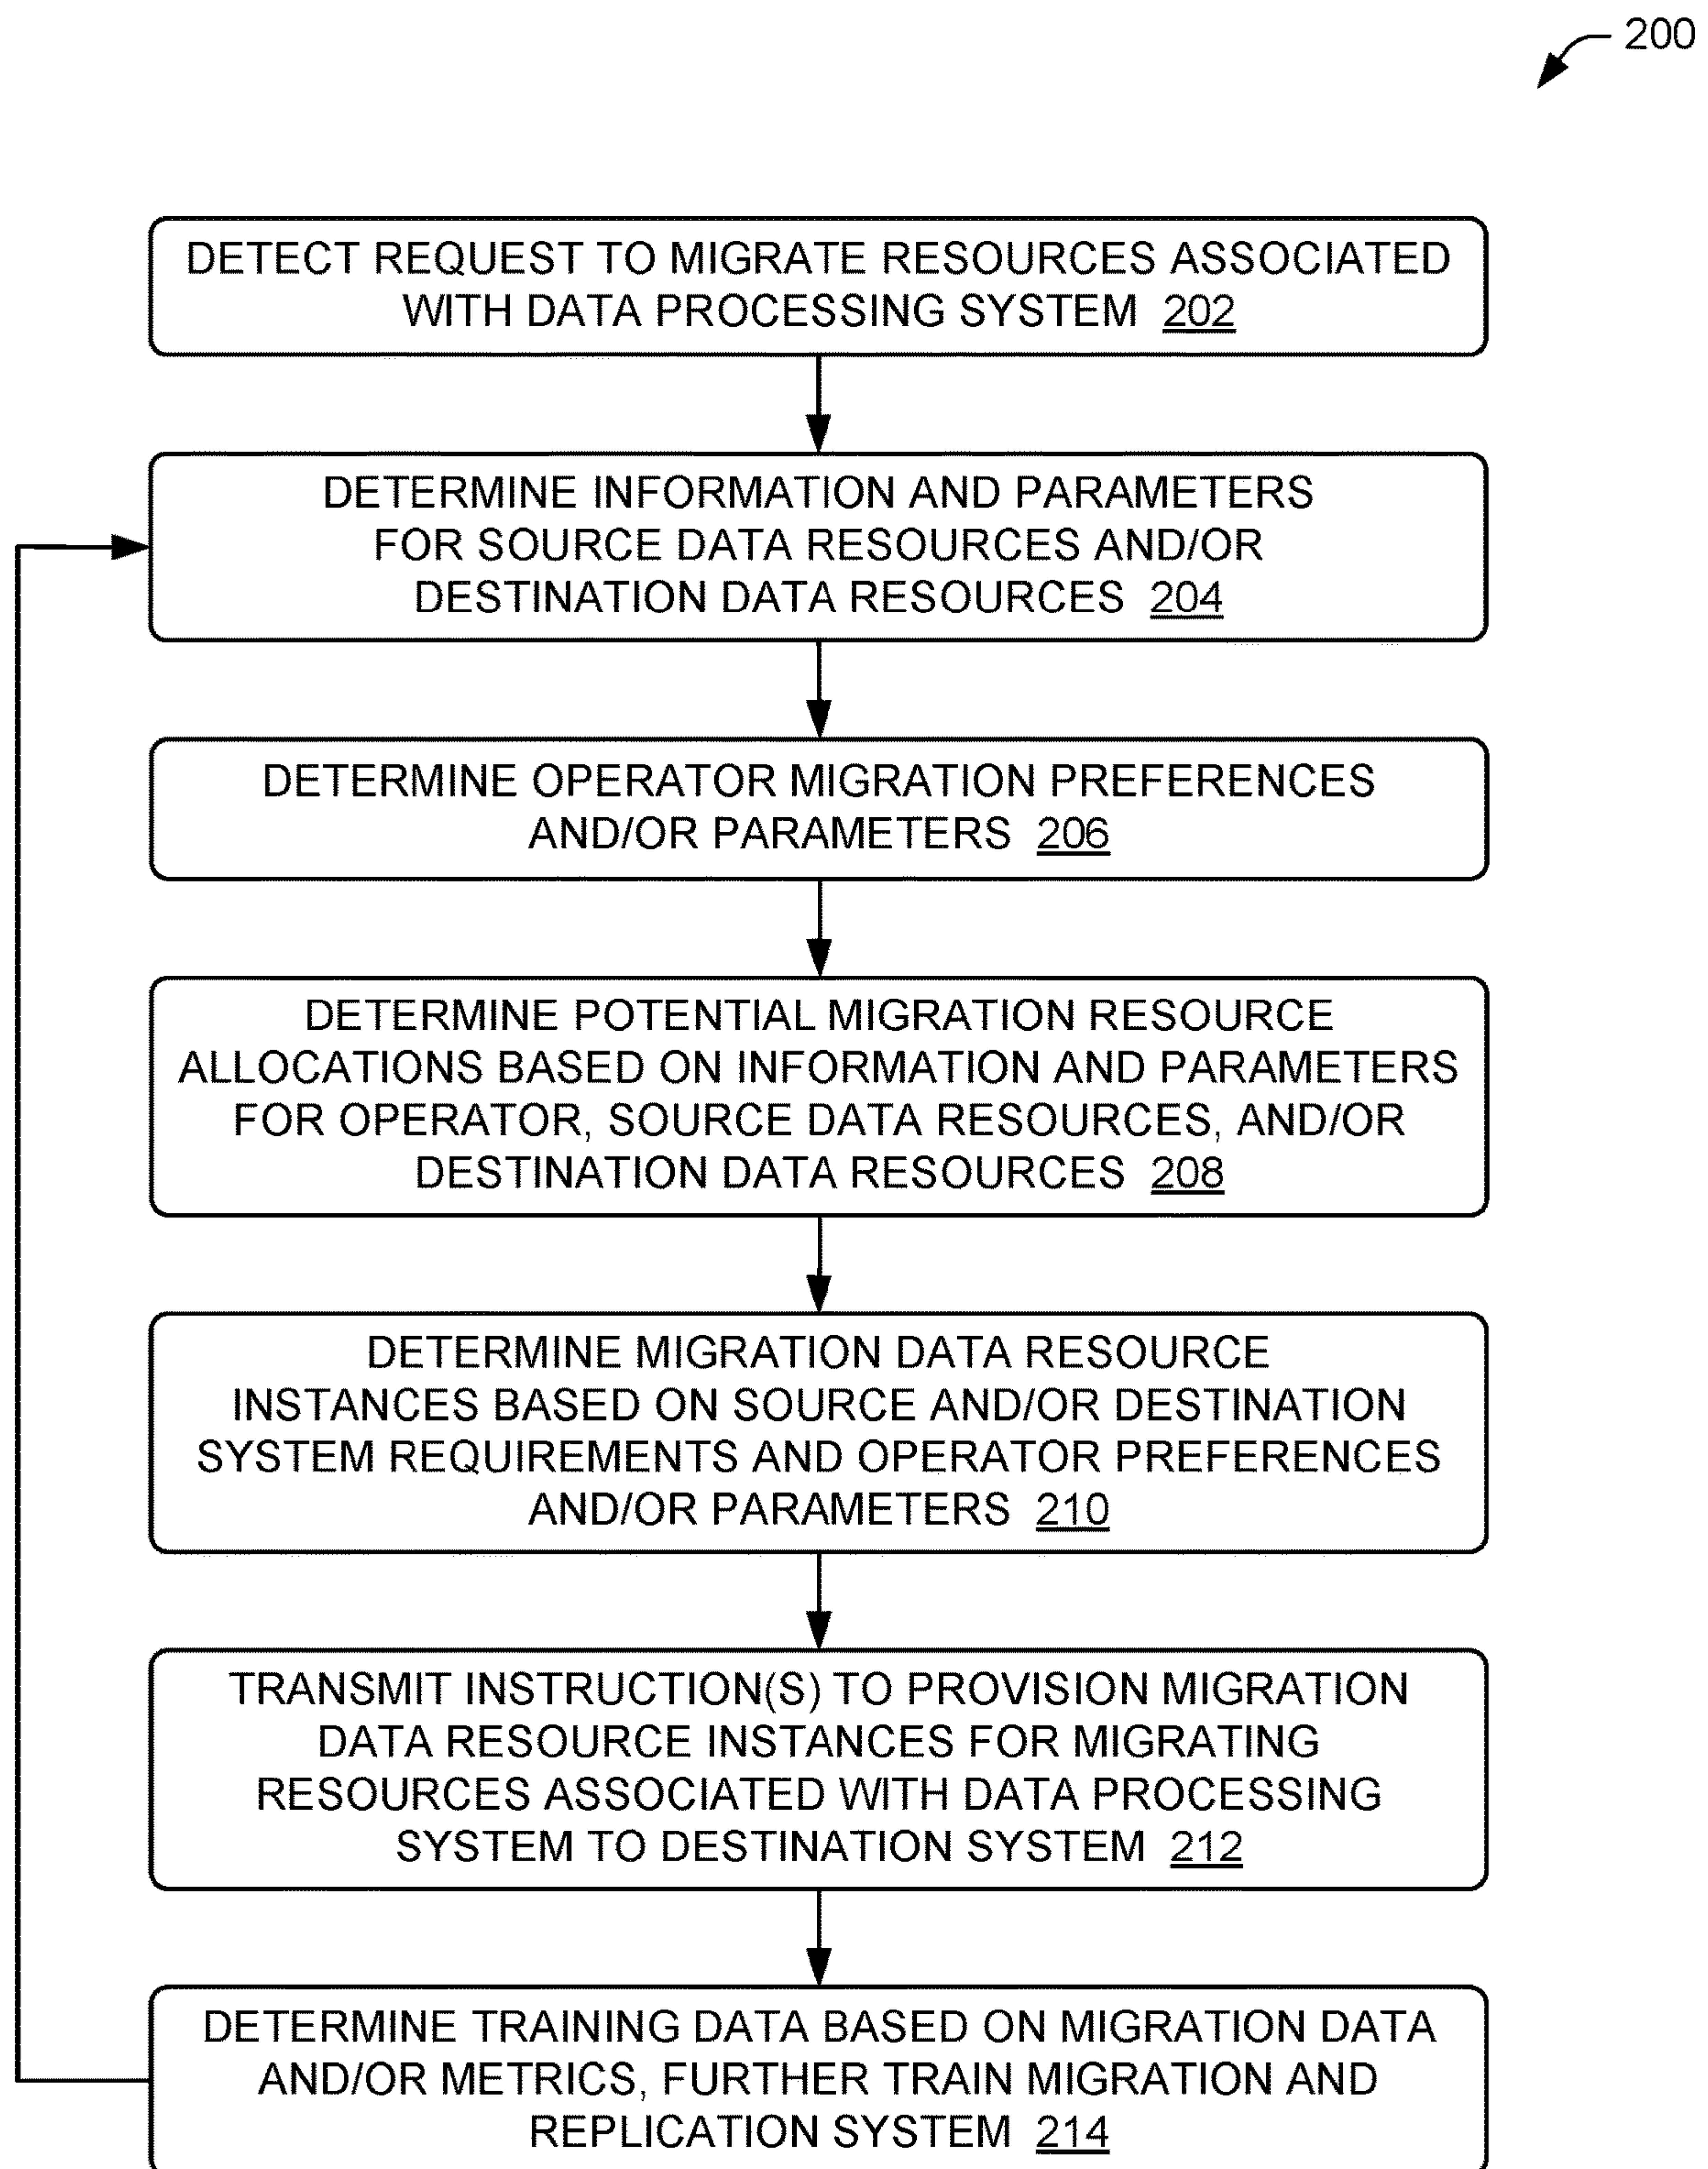 200
DETECT REQUEST TO MIGRATE RESOURCES ASSOCIATED
WITH DATA PROCESSING SYSTEM 202
DETERMINE INFORMATION AND PARAMETERS
FOR SOURCE DATA RESOURCES AND/OR
DESTINATION DATA RESOURCES 204
DETERMINE OPERATOR MIGRATION PREFERENCES
AND/OR PARAMETERS 206
DETERMINE POTENTIAL MIGRATION RESOURCE
ALLOCATIONS BASED ON INFORMATION AND PARAMETERS
FOR OPERATOR, SOURCE DATA RESOURCES, AND/OR
DESTINATION DATA RESOURCES 208
DETERMINE MIGRATION DATA RESOURCE
INSTANCES BASED ON SOURCE AND/OR DESTINATION
SYSTEM REQUIREMENTS AND OPERATOR PREFERENCES
AND/OR PARAMETERS 210
TRANSMIT INSTRUCTION(S) TO PROVISION MIGRATION
DATA RESOURCE INSTANCES FOR MIGRATING
RESOURCES ASSOCIATED WITH DATA PROCESSING
SYSTEM TO DESTINATION SYSTEM 212
DETERMINE TRAINING DATA BASED ON MIGRATION DATA
AND/OR METRICS, FURTHER TRAIN MIGRATION AND
REPLICATION SYSTEM 214